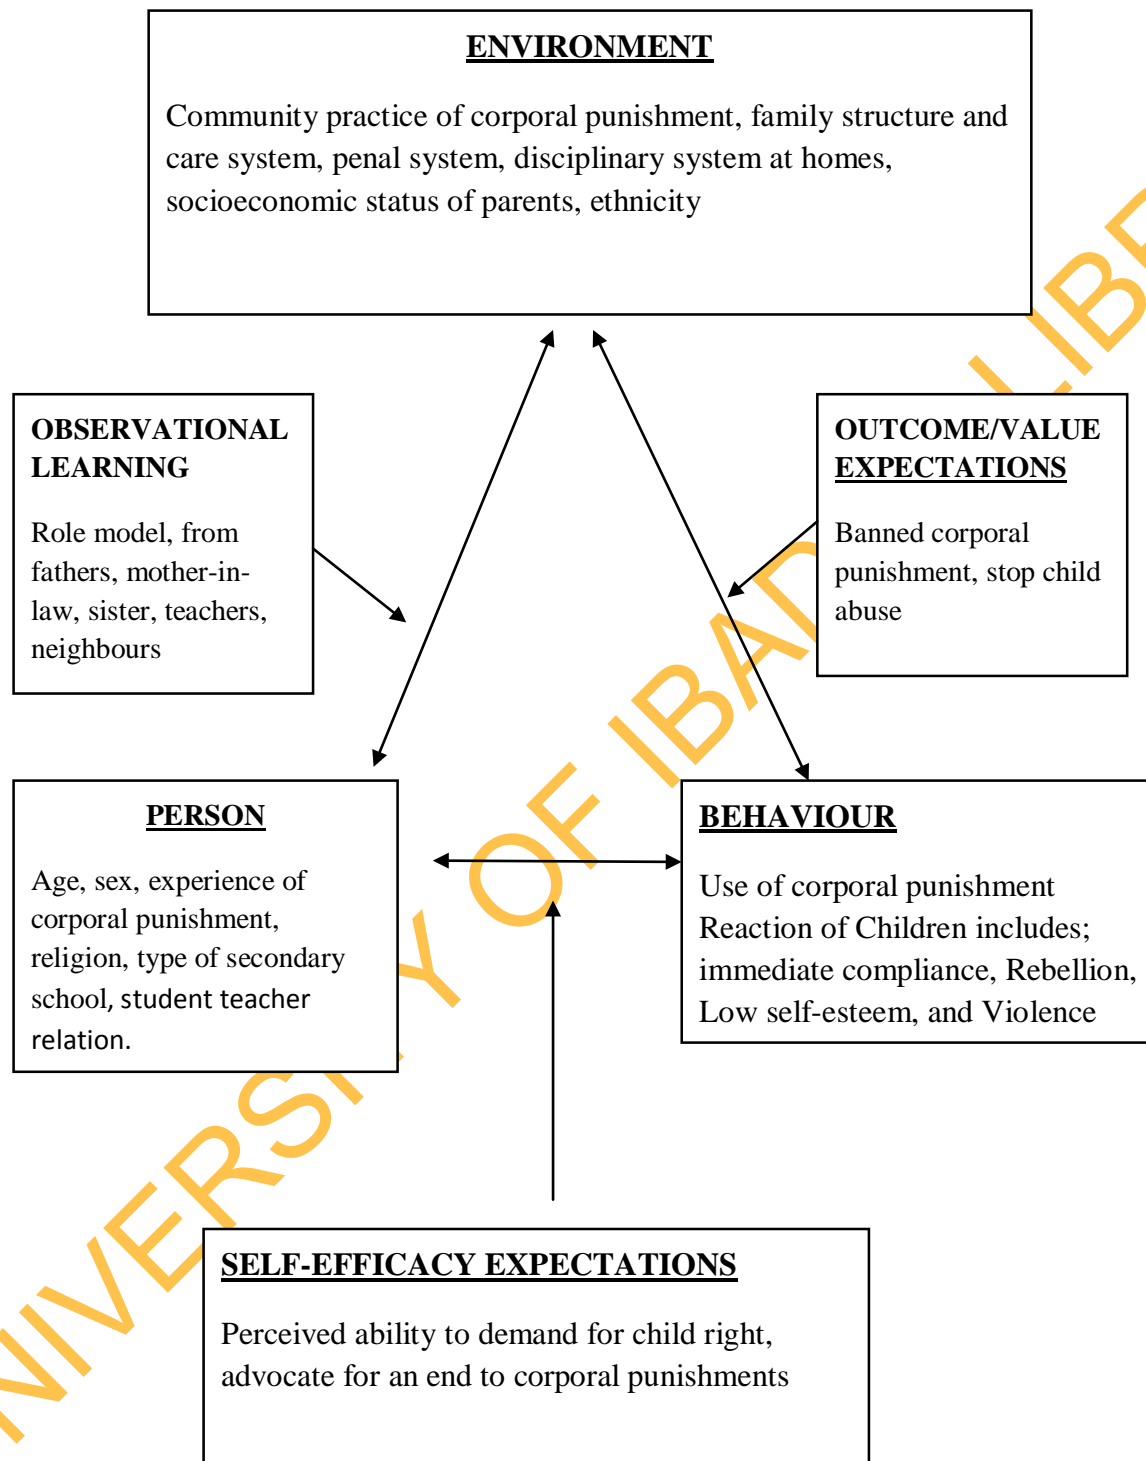 ENVIRONMENT
Community practice of corporal punishment, family structure and
care system, penal system, disciplinary system at homes,
socioeconomic status of parents, ethnicity
OBSERVATIONAL
LEARNING
Role model, from
fathers, mother-in-
law, sister, teachers,
neighbours
OUTCOME/VALUE
EXPECTATIONS
Banned corporal
punishment, stop child
abuse
PERSON
Age, sex, experience of
corporal punishment,
religion, type of secondary
school, student teacher
relation.
BEHAVIOUR
Use of corporal punishment
Reaction of Children includes;
immediate compliance, Rebellion,
Low self-esteem, and Violence
SELF-EFFICACY EXPECTATIONS
Perceived ability to demand for child right,
advocate for an end to corporal punishments